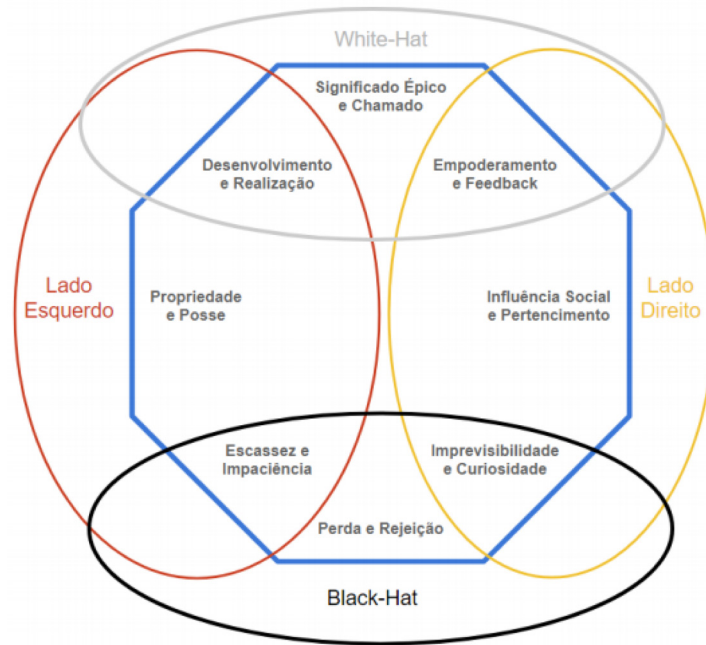 White-Hat
Significado Épico
e Chamado
Desenvolvimento
e Realização
Empoderamento
e Feedback
Lado
Esquerdo
Propriedade
e Posse
Influência Social
e Pertencimento
Lado
Direito
Escassez e
Impaciência
Imprevisibilidade
e Curiosidade
Perda e Rejeição
Black-Hat